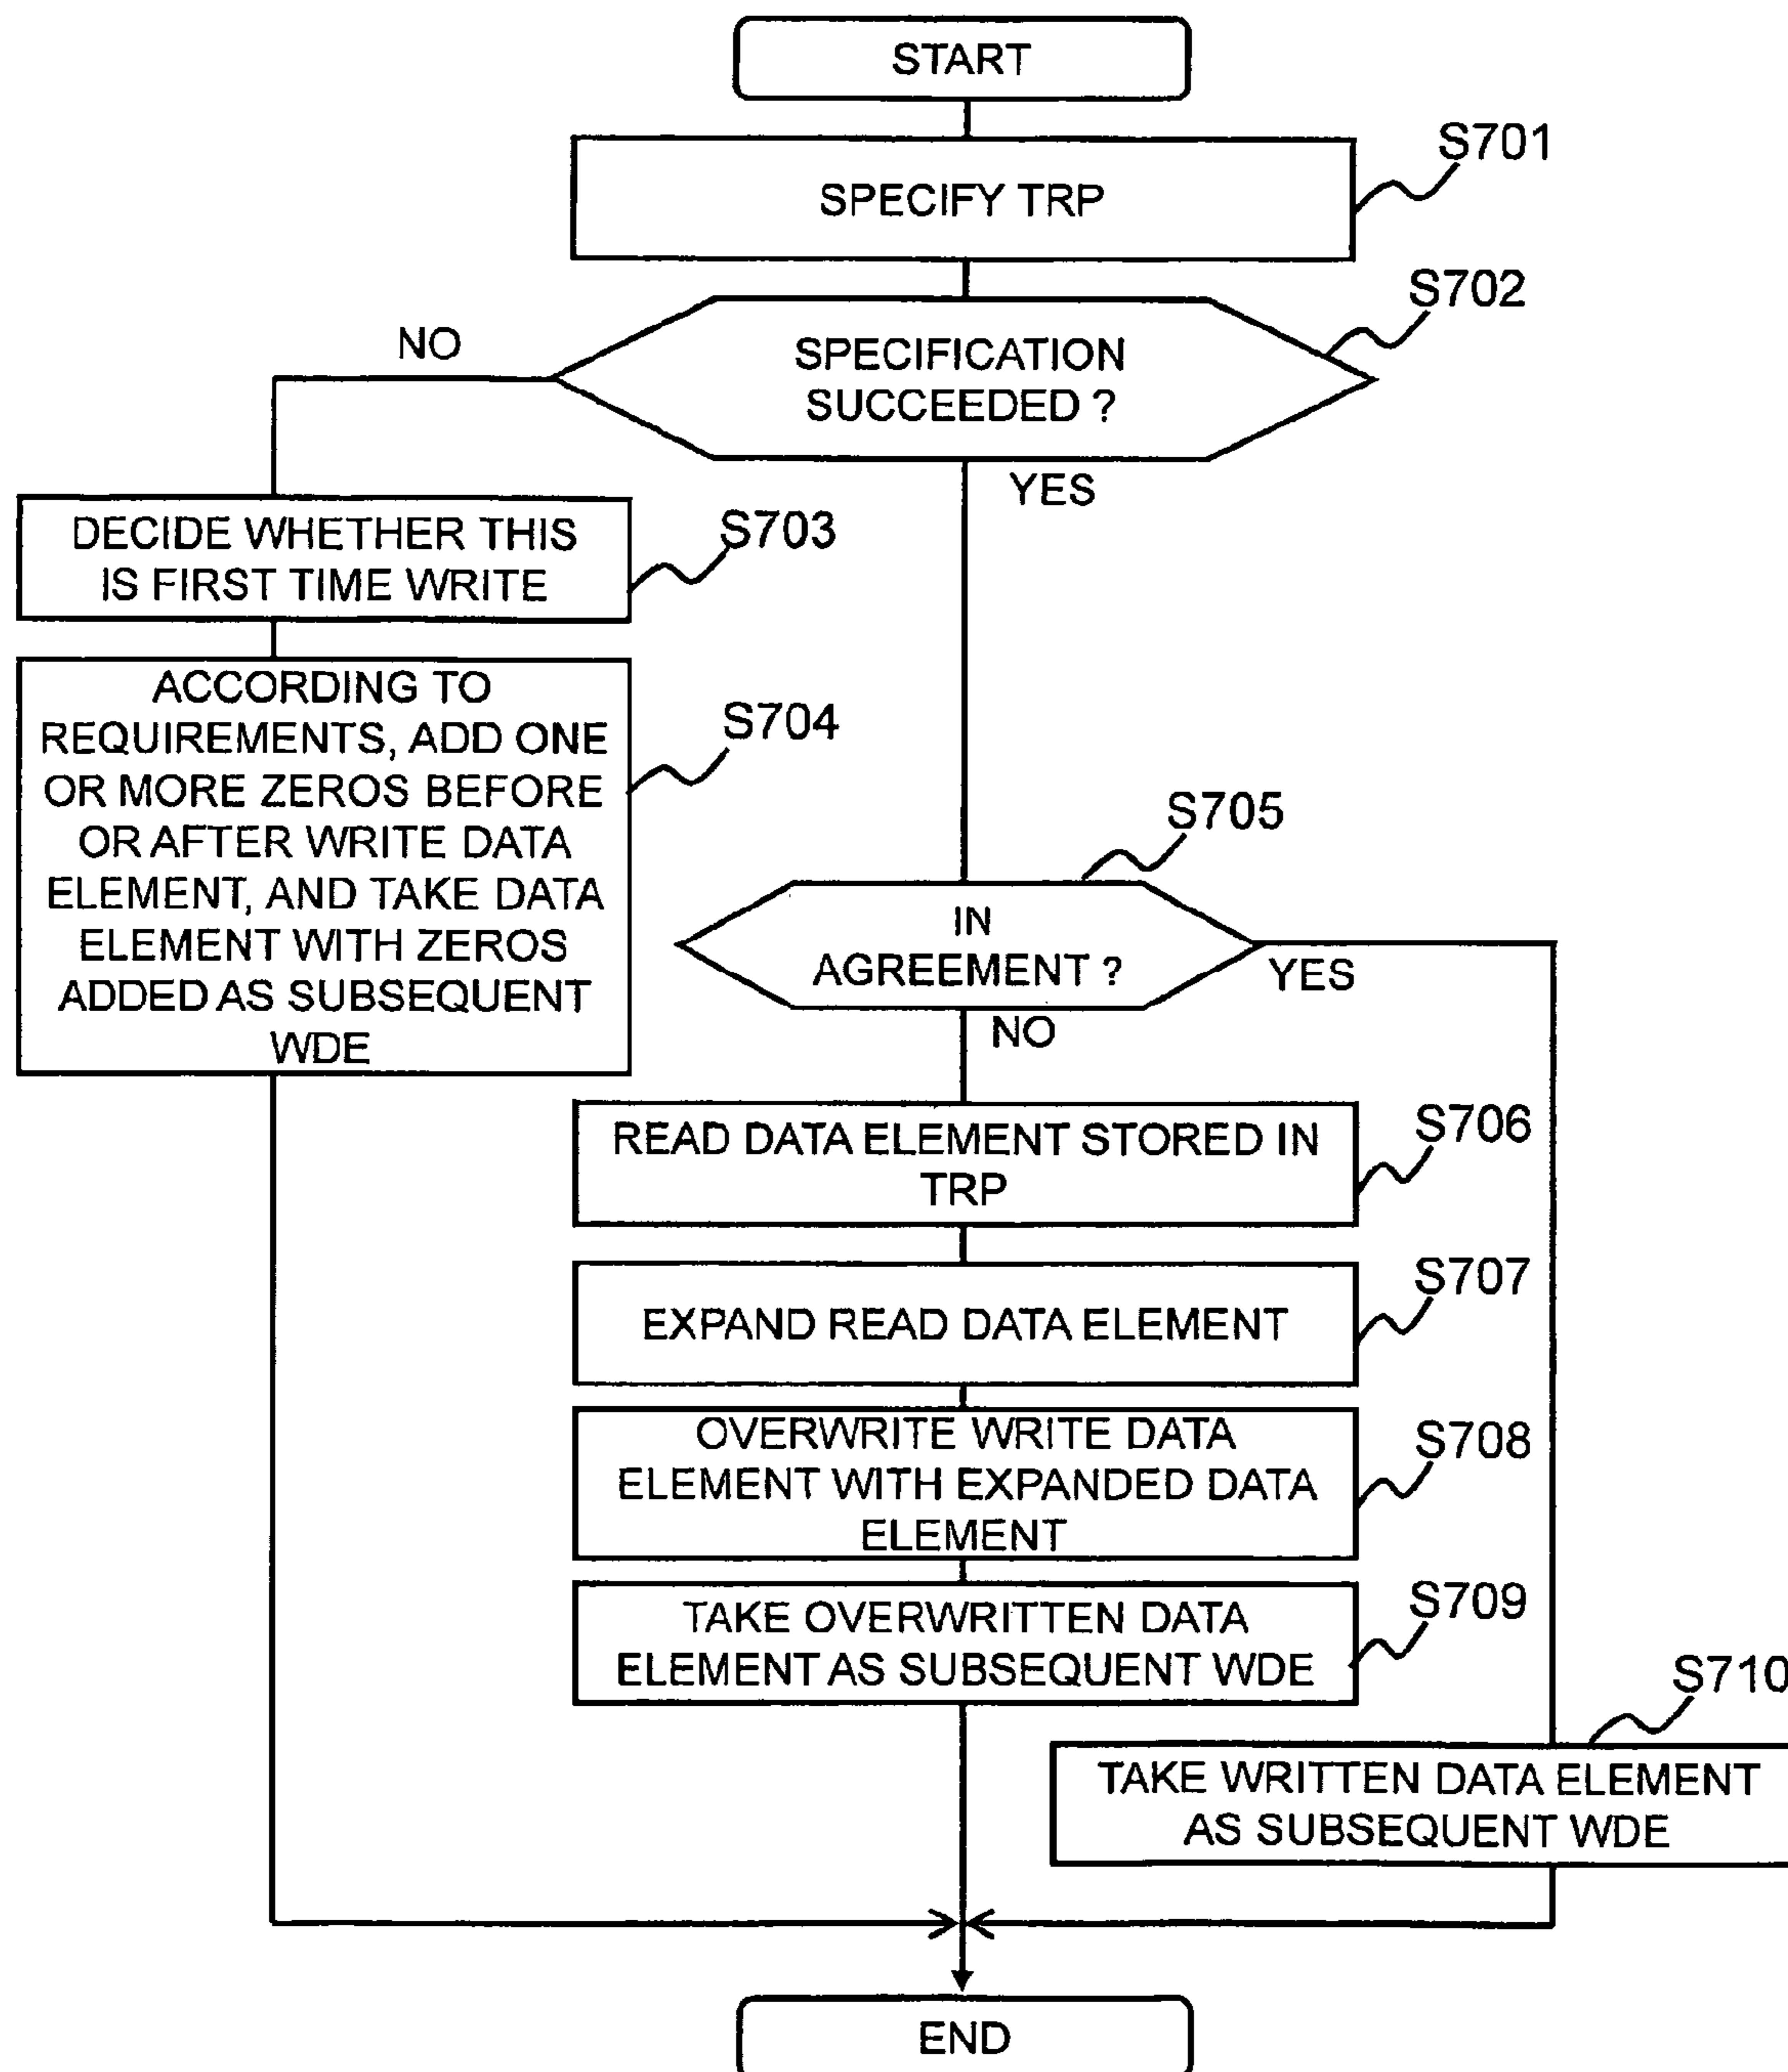 START
SPECIFY TRP
S701
SPECIFICATION
SUCCEEDED ?
S702
NO
YES
DECIDE WHETHER THIS
IS FIRST TIME WRITE
S703
ACCORDING TO
REQUIREMENTS, ADD ONE
OR MORE ZEROS BEFORE
OR AFTER WRITE DATA
ELEMENT, AND TAKE DATA
ELEMENT WITH ZEROS
ADDED AS SUBSEQUENT
WDE
S704
S705
IN
AGREEMENT ?
YES
NO
READ DATA ELEMENT STORED IN
TRP
S706
EXPAND READ DATA ELEMENT
S707
OVERWRITE WRITE DATA
ELEMENT WITH EXPANDED DATA
ELEMENT
S708
TAKE OVERWRITTEN DATA
ELEMENT AS SUBSEQUENT WDE
S709
S710
TAKE WRITTEN DATA ELEMENT
AS SUBSEQUENT WDE
END